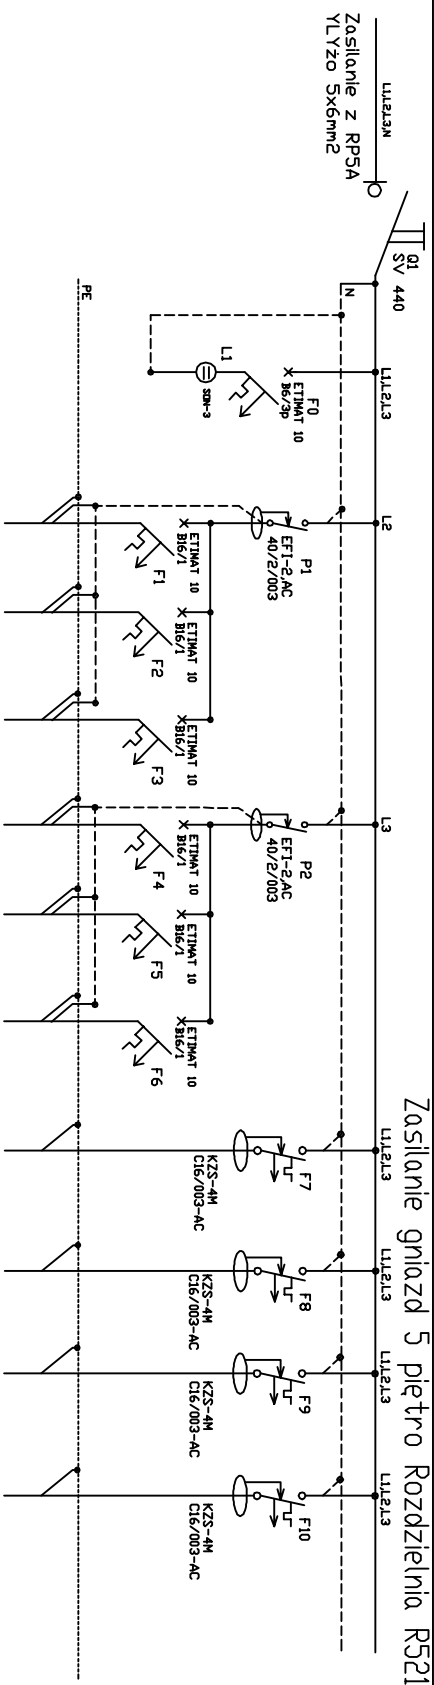 Zasilanie gniazd 5 piętro Rozdzielnia R521
Zasilanie z RP5A
YLYżo 5x6mm2
L1,L2,L3,N
Q1
SV 440
N
PE
L1,L2,L3
F0
ETIMAT 10
B6/3p
L1
SON-3
L2
P1
EFI-2,AC
40/2/003
ETIMAT 10
B16/1
F1
ETIMAT 10
B16/1
F2
ETIMAT 10
B16/1
F3
L3
P2
EFI-2,AC
40/2/003
ETIMAT 10
B16/1
F4
ETIMAT 10
B16/1
F5
ETIMAT 10
B16/1
F6
L1,L2,L3
F7
KZS-4M
C16/003-AC
L1,L2,L3
F8
KZS-4M
C16/003-AC
L1,L2,L3
F9
KZS-4M
C16/003-AC
L1,L2,L3
F10
KZS-4M
C16/003-AC